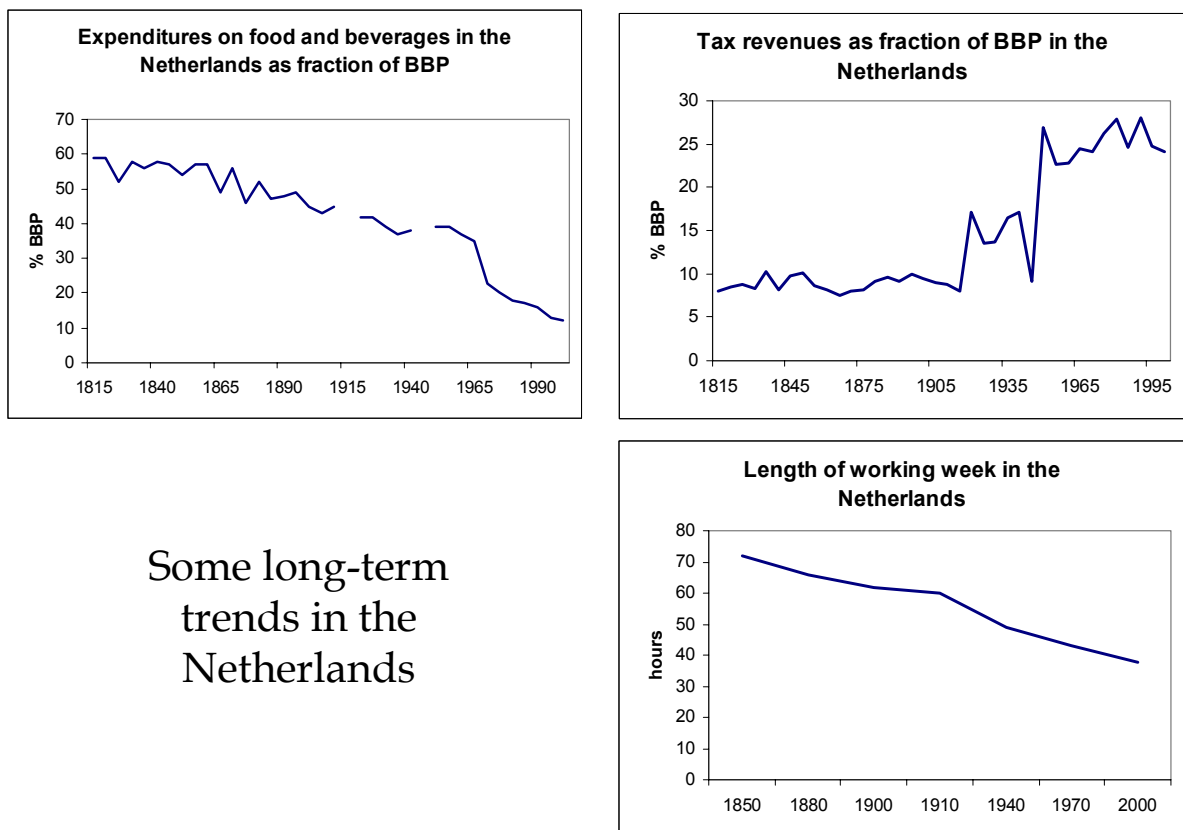 Expenditures on food and beverages in the
Netherlands as fraction of BBP
70
60
50
40
30
20
10
0
% BBP
1815 1840 1865 1890 1915 1940 1965 1990
Tax revenues as fraction of BBP in the
Netherlands
30
25
20
15
10
5
0
% BBP
1815 1845 1875 1905 1935 1965 1995
Some long-term
trends in the
Netherlands
Length of working week in the
Netherlands
80
70
60
50
40
30
20
10
0
hours
1850 1880 1900 1910 1940 1970 2000